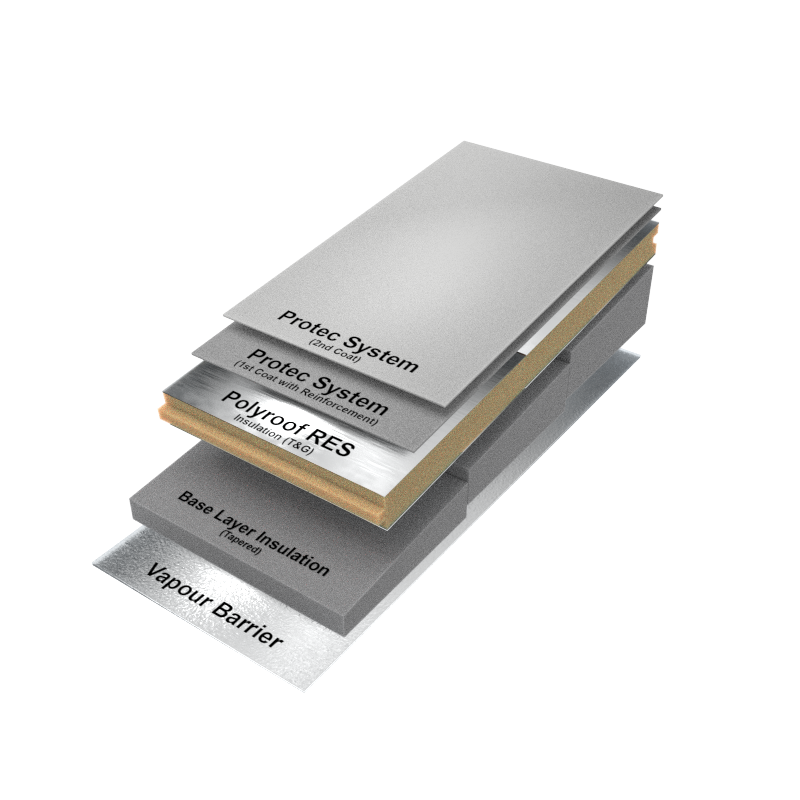 Protec System
(2nd Coat)
Protec System
(1st Coat with Reinforcement)
Polyroof RES
Insulation (T&G)
Base Layer Insulation
(Tapered)
Vapour Barrier